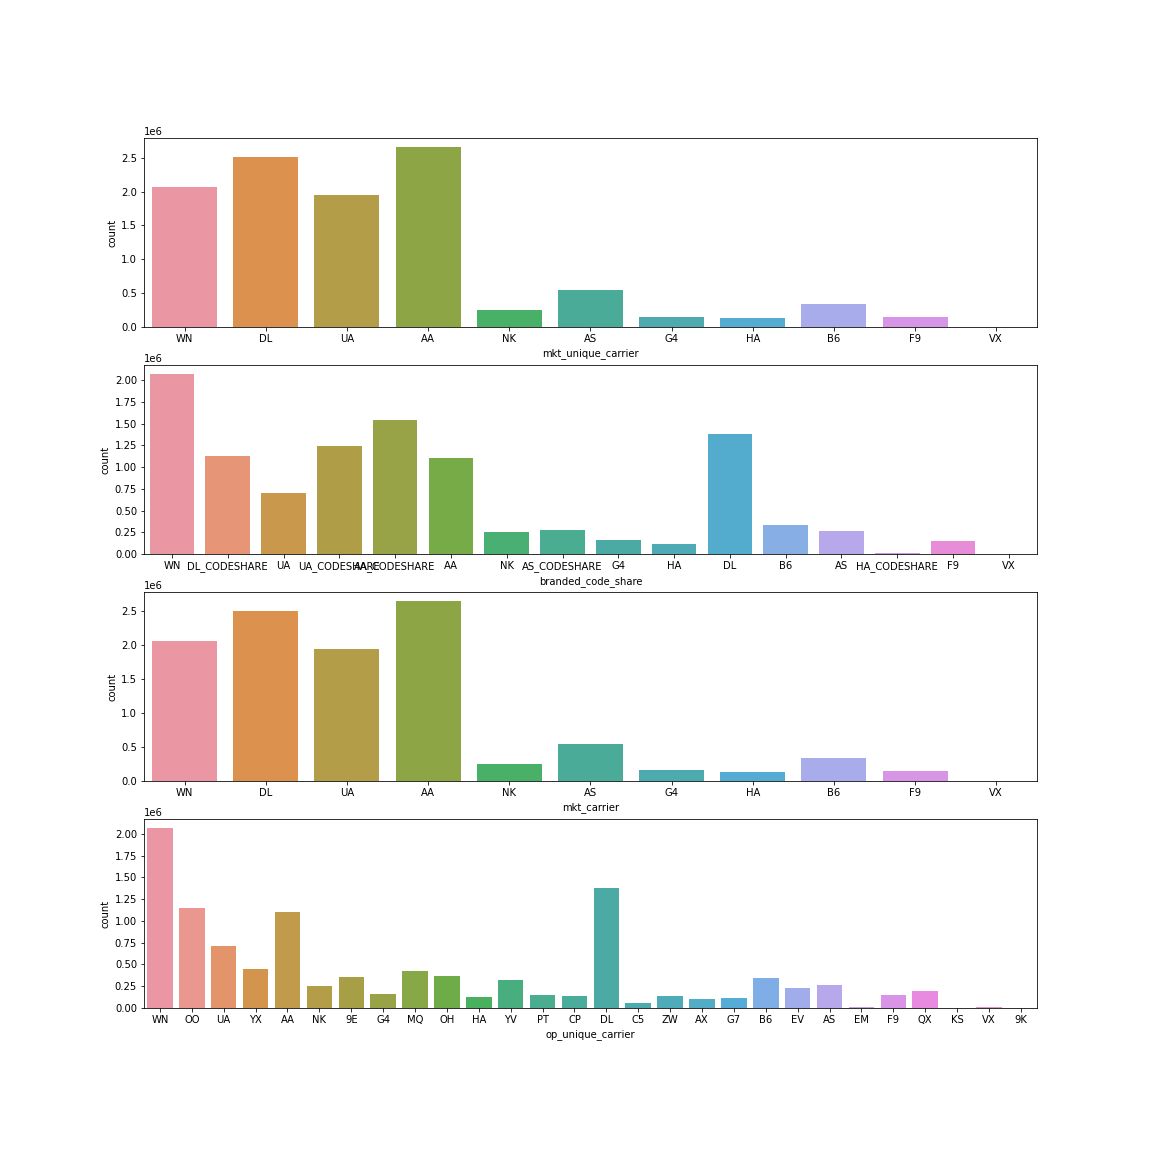 1e6
2.5
2.0
1.5
1.0
0.5
0.0
count
WN DL UA AA NK AS G4 HA B6 F9 VX
mkt_unique_carrier
1e6
2.00
1.75
1.50
1.25
1.00
0.75
0.50
0.25
0.00
count
WN DL_CODESHARE UA UA_CODESHARE AA_CODESHARE AA NK AS_CODESHARE G4 HA DL B6 AS HA_CODESHARE F9 VX
branded_code_share
1e6
2.5
2.0
1.5
1.0
0.5
0.0
count
WN DL UA AA NK AS G4 HA B6 F9 VX
mkt_carrier
1e6
2.00
1.75
1.50
1.25
1.00
0.75
0.50
0.25
0.00
count
WN OO UA YX AA NK 9E G4 MQ OH HA YV PT CP DL C5 ZW AX G7 B6 EV AS EM F9 QX KS VX 9K
op_unique_carrier